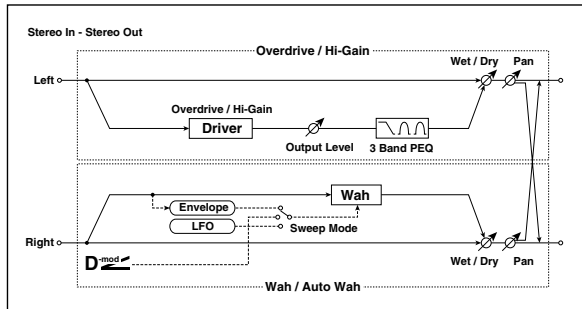 Stereo In - Stereo Out
Overdrive / Hi-Gain
Wet / Dry Pan
Left
Overdrive / Hi-Gain
Driver
Output Level
3 Band PEQ
Envelope
Wah
LFO
Sweep Mode
Right
D-mod
Wet / Dry Pan
Wah / Auto Wah